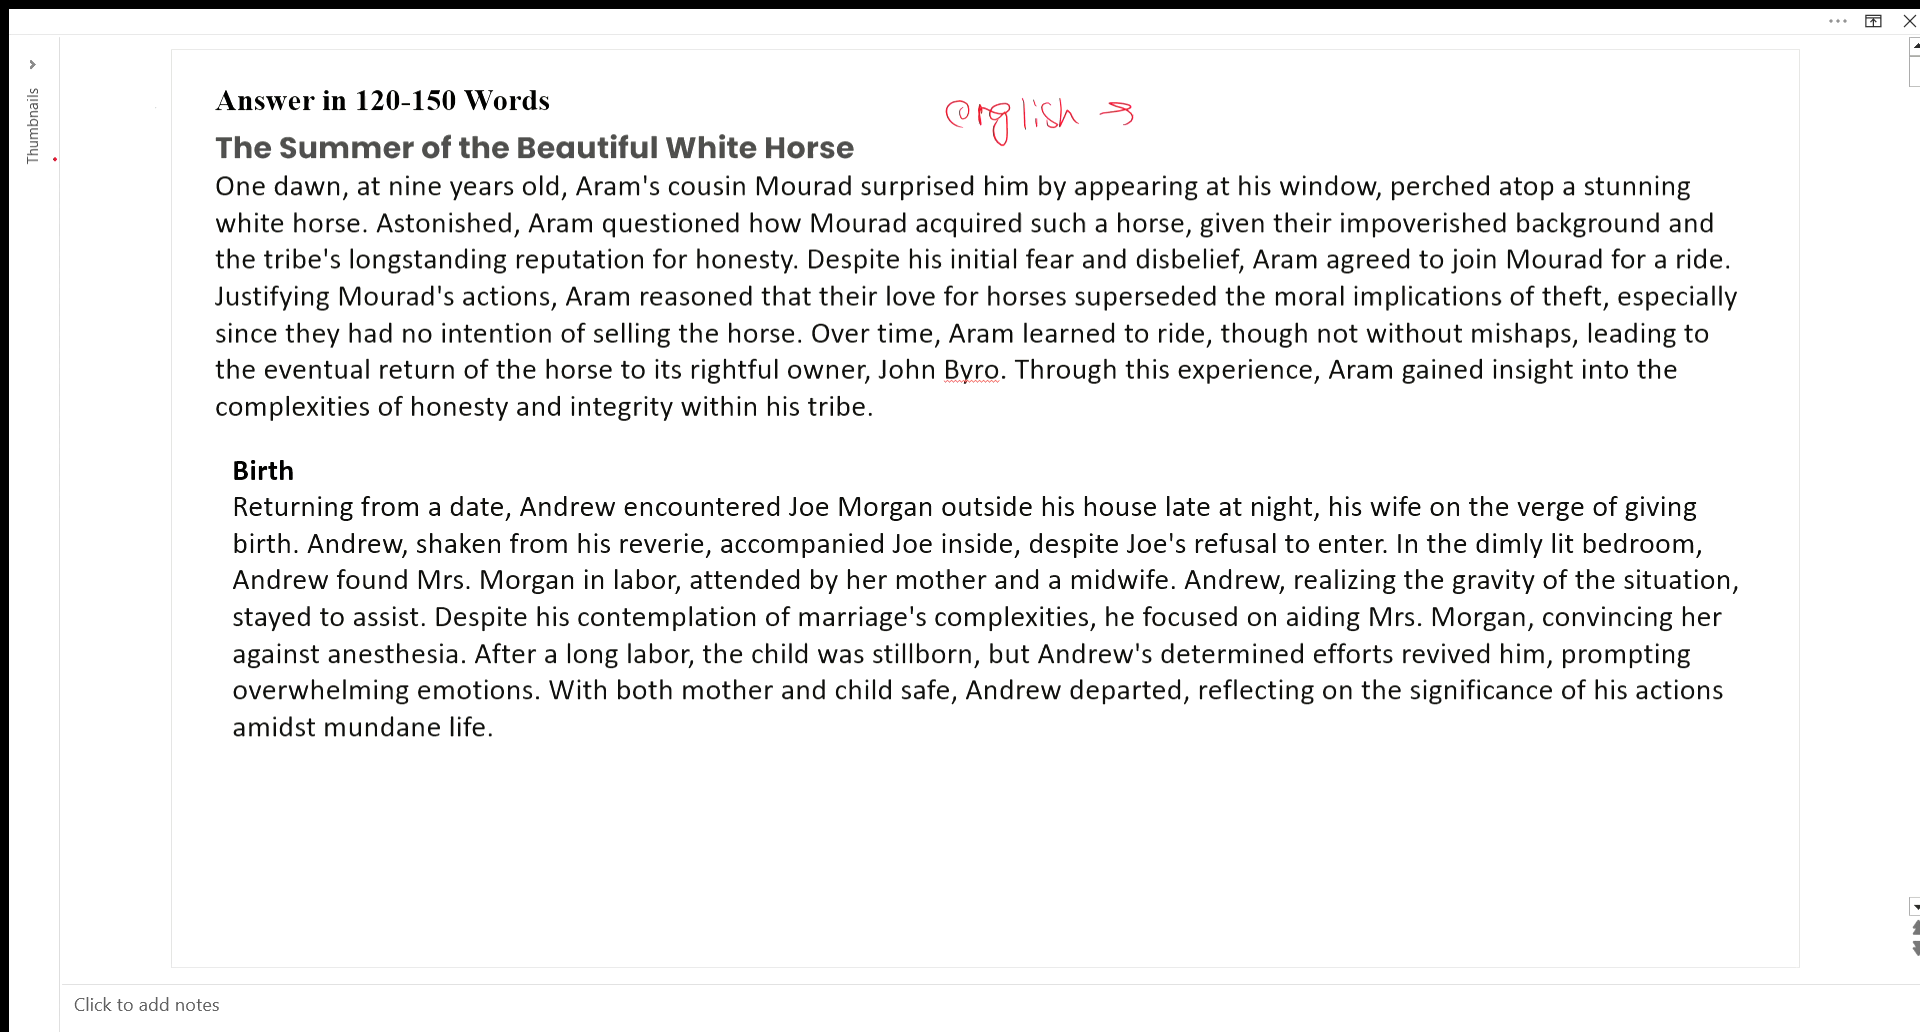 Thumbnails
Answer in 120-150 Words
english →
The Summer of the Beautiful White Horse
One dawn, at nine years old, Aram's cousin Mourad surprised him by appearing at his window, perched atop a stunning
white horse. Astonished, Aram questioned how Mourad acquired such a horse, given their impoverished background and
the tribe's longstanding reputation for honesty. Despite his initial fear and disbelief, Aram agreed to join Mourad for a ride.
Justifying Mourad's actions, Aram reasoned that their love for horses superseded the moral implications of theft, especially
since they had no intention of selling the horse. Over time, Aram learned to ride, though not without mishaps, leading to
the eventual return of the horse to its rightful owner, John Byro. Through this experience, Aram gained insight into the
complexities of honesty and integrity within his tribe.
Birth
Returning from a date, Andrew encountered Joe Morgan outside his house late at night, his wife on the verge of giving
birth. Andrew, shaken from his reverie, accompanied Joe inside, despite Joe's refusal to enter. In the dimly lit bedroom,
Andrew found Mrs. Morgan in labor, attended by her mother and a midwife. Andrew, realizing the gravity of the situation,
stayed to assist. Despite his contemplation of marriage's complexities, he focused on aiding Mrs. Morgan, convincing her
against anesthesia. After a long labor, the child was stillborn, but Andrew's determined efforts revived him, prompting
overwhelming emotions. With both mother and child safe, Andrew departed, reflecting on the significance of his actions
amidst mundane life.
Click to add notes